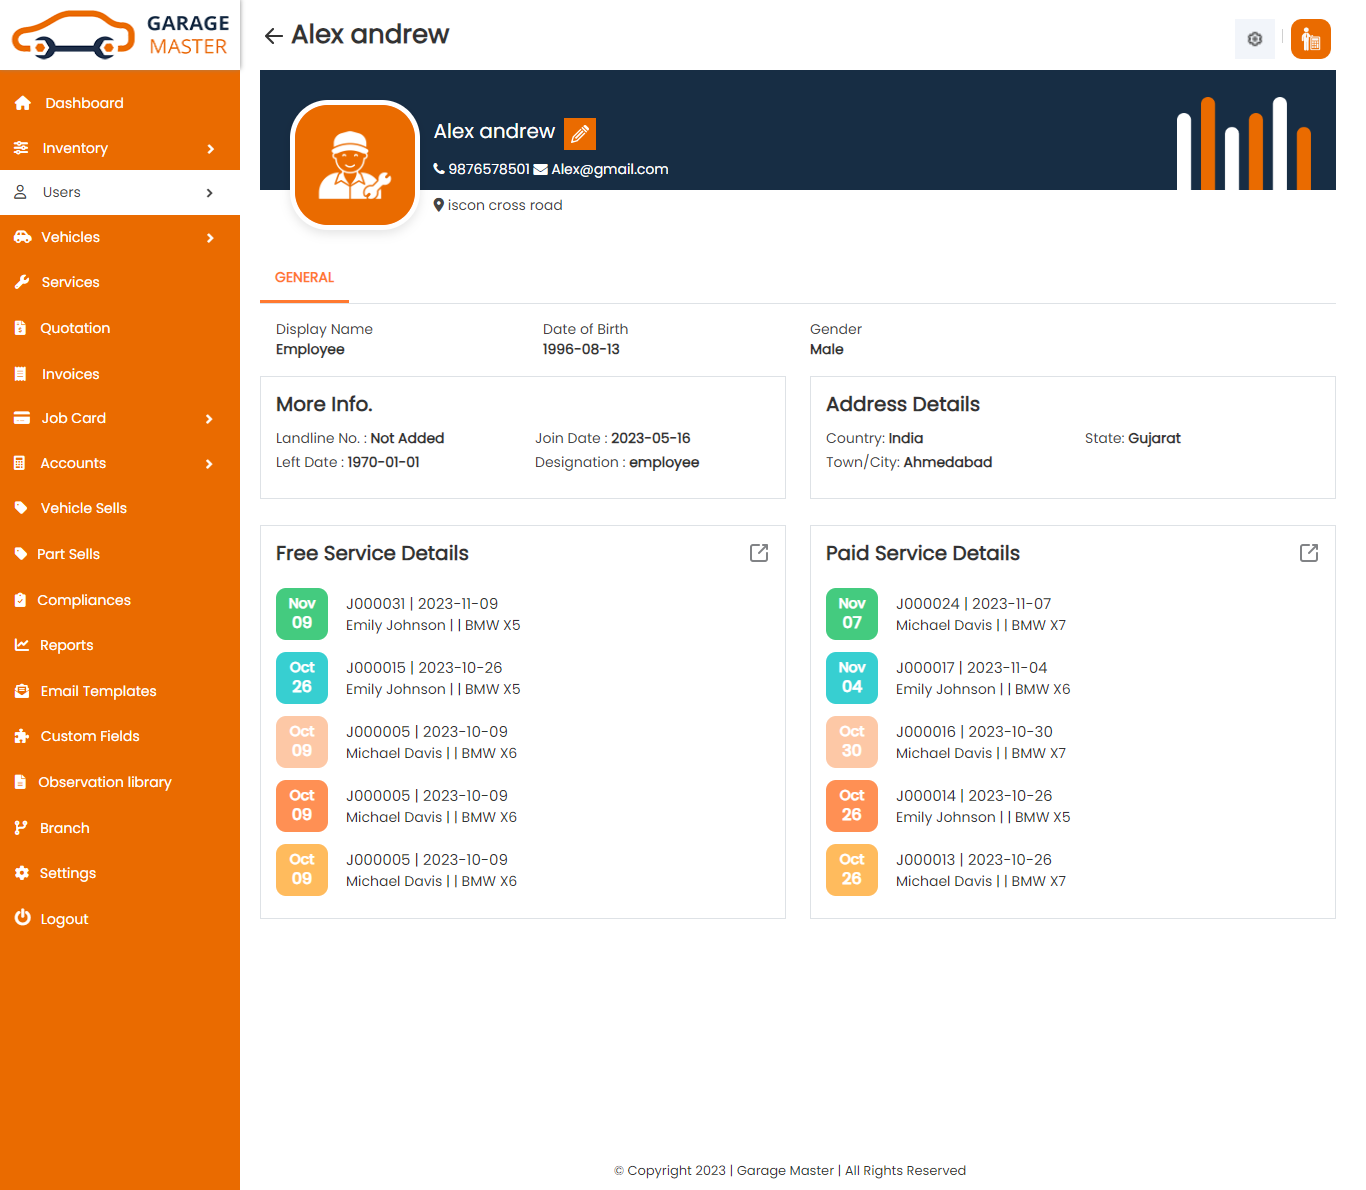 GARAGE
MASTER
Dashboard
Inventory
Users
Vehicles
Services
Quotation
Invoices
Job Card
Accounts
Vehicle Sells
Part Sells
Compliances
Reports
Email Templates
Custom Fields
Observation library
Branch
Settings
Logout
Alex andrew
Alex andrew
9876578501 Alex@gmail.com
iscon cross road
GENERAL
Display Name
Employee
Date of Birth
1996-08-13
Gender
Male
More Info.
Landline No. : Not Added
Join Date : 2023-05-16
Left Date : 1970-01-01
Designation : employee
Address Details
Country: India
State: Gujarat
Town/City: Ahmedabad
Free Service Details
Nov
09
J000031 | 2023-11-09
Emily Johnson | | BMW X5
Oct
26
J000015 | 2023-10-26
Emily Johnson | | BMW X5
Oct
09
J000005 | 2023-10-09
Michael Davis | | BMW X6
Oct
09
J000005 | 2023-10-09
Michael Davis | | BMW X6
Oct
09
J000005 | 2023-10-09
Michael Davis | | BMW X6
Paid Service Details
Nov
07
J000024 | 2023-11-07
Michael Davis | | BMW X7
Nov
04
J000017 | 2023-11-04
Emily Johnson | | BMW X6
Oct
30
J000016 | 2023-10-30
Michael Davis | | BMW X7
Oct
26
J000014 | 2023-10-26
Emily Johnson | | BMW X5
Oct
26
J000013 | 2023-10-26
Michael Davis | | BMW X7
© Copyright 2023 | Garage Master | All Rights Reserved